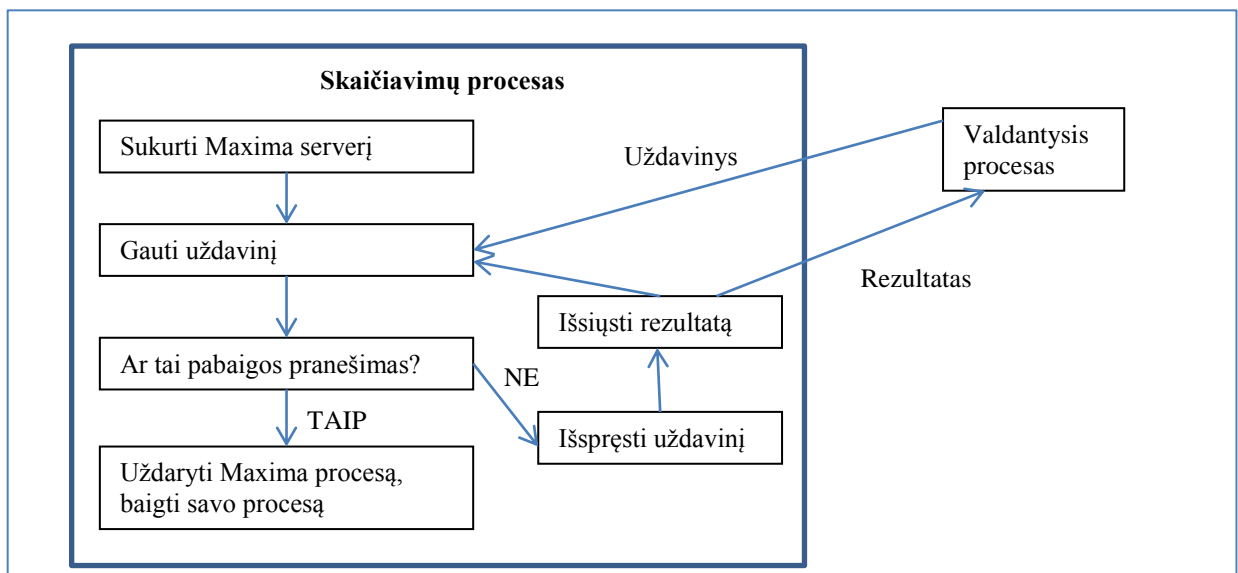 Skaičiavimų procesas
Sukurti Maxima serverį
Uždavinys
Valdantysis
procesas
Gauti uždavinį
Rezultatas
Išsiųsti rezultatą
Ar tai pabaigos pranešimas?
NE
TAIP
Išspręsti uždavinį
Uždaryti Maxima procesą,
baigti savo procesą